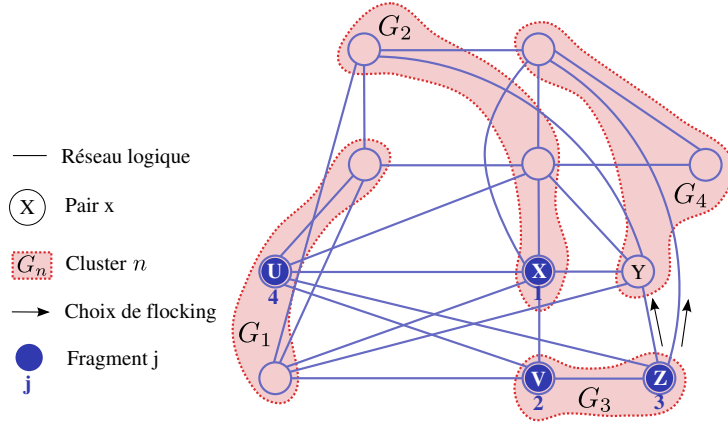 G2
Réseau logique
X
Pair x
G4
Gn
Cluster n
U
4
X
1
Y
Choix de flocking
G1
Fragment j
j
V
2
G3
Z
3